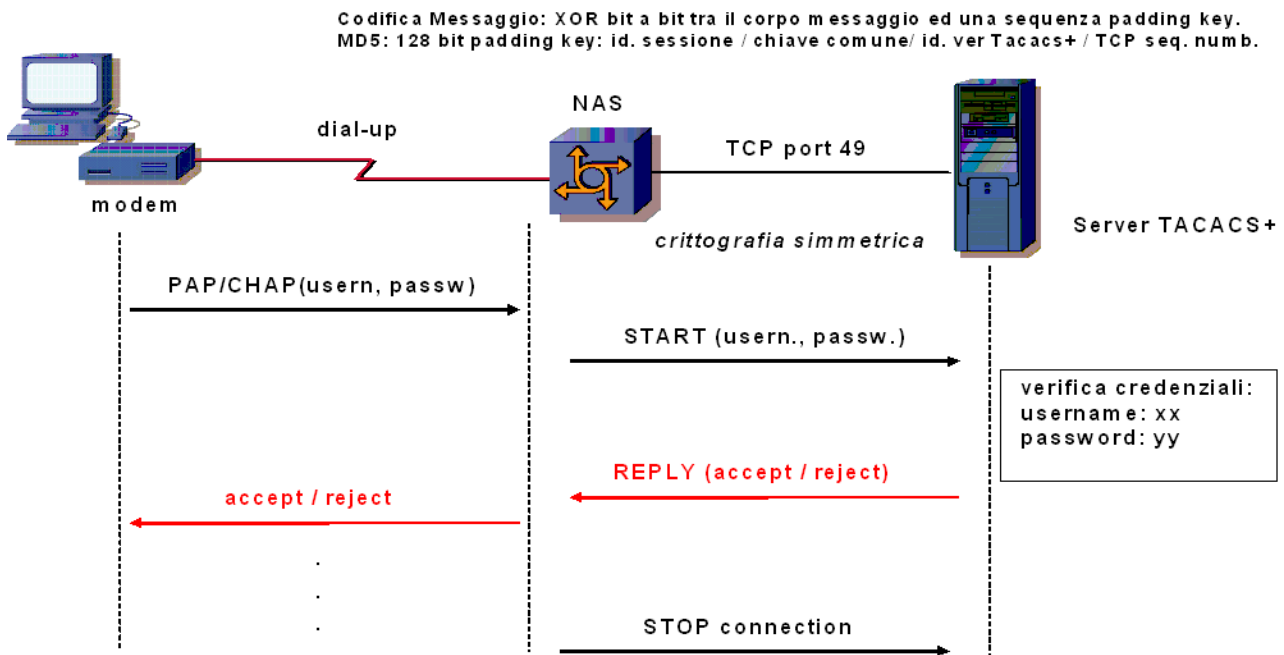 Codifica Messaggio: XOR bit a bit tra il corpo messaggio ed una sequenza padding key.
MD5: 128 bit padding key: id. sessione / chiave comune/ id. ver Tacacs+ / TCP seq. numb.
NAS
dial-up
TCP port 49
modem
crittografia simmetrica
Server TACACS+
PAP/CHAP(usern, passw)
START (usern., passw.)
verifica credenziali:
username: xx
password: yy
REPLY (accept / reject)
accept / reject
.
.
.
STOP connection